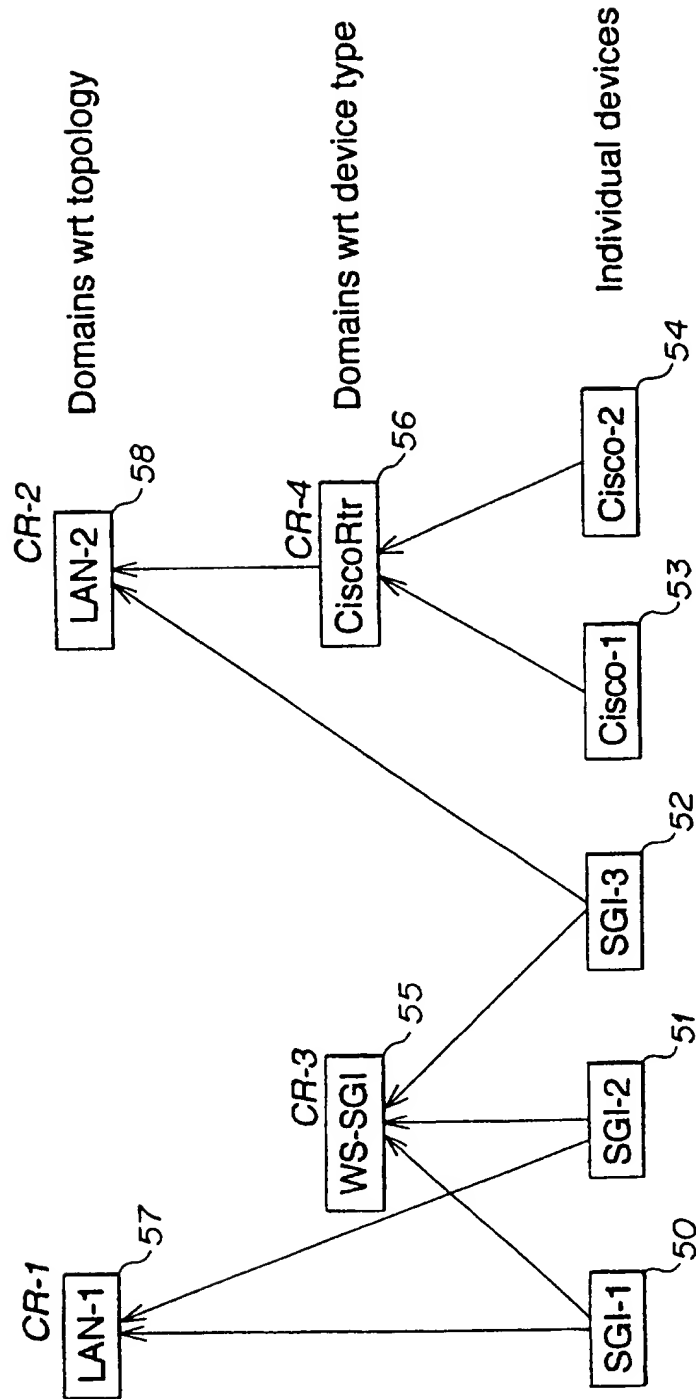 CR-1
LAN-1
57
CR-2
LAN-2
58
Domains wrt topology
CR-3
WS-SGI
55
CR-4
CiscoRtr
56
Domains wrt device type
SGI-1
50
SGI-2
51
SGI-3
52
Cisco-1
53
Cisco-2
54
Individual devices